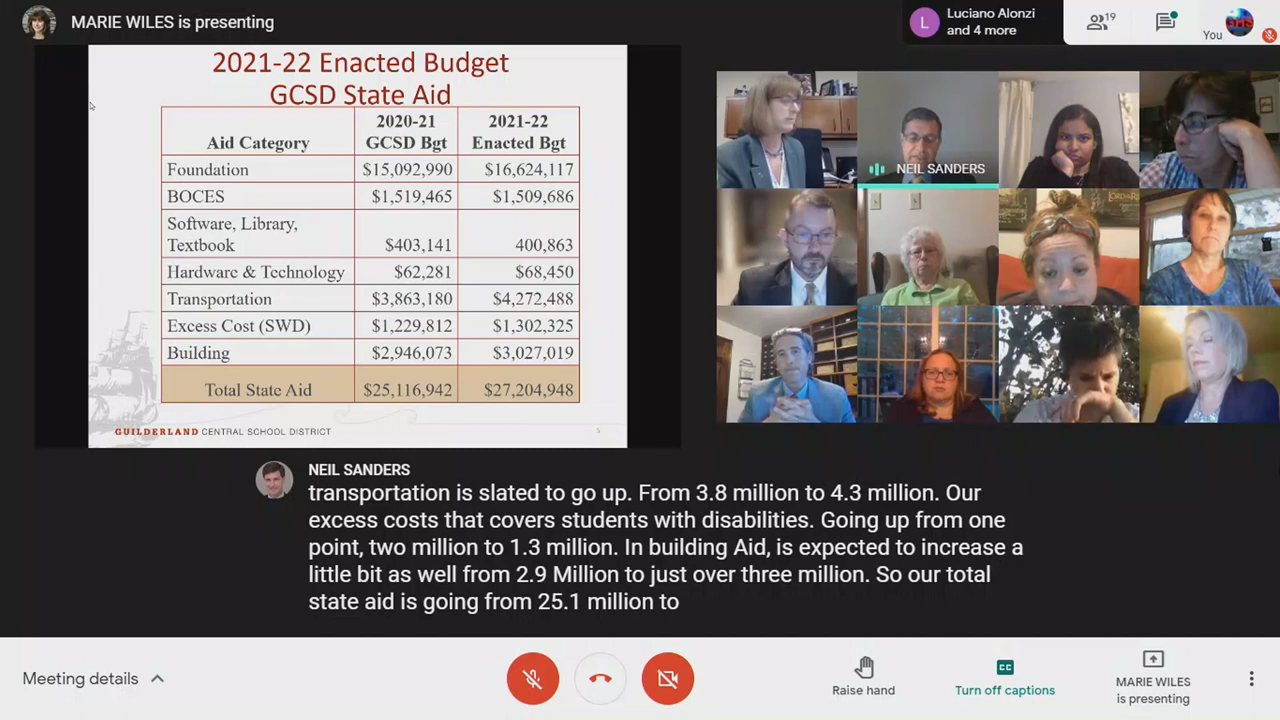 MARIE WILES is presenting
Luciano Alonzi
and 4 more
L
19
You
GHS
2021-22 Enacted Budget
GCSD State Aid
Aid Category
2020-21
GCSD Bgt
2021-22
Enacted Bgt
Foundation $15,092,990 $16,624,117
BOCES $1,519,465 $1,509,686
Software, Library,
Textbook $403,141 400,863
Hardware & Technology $62,281 $68,450
Transportation $3,863,180 $4,272,488
Excess Cost (SWD) $1,229,812 $1,302,325
Building $2,946,073 $3,027,019
Total State Aid $25,116,942 $27,204,948
GUILDERLAND CENTRAL SCHOOL DISTRICT
5
NEIL SANDERS
NEIL SANDERS
transportation is slated to go up. From 3.8 million to 4.3 million. Our
excess costs that covers students with disabilities. Going up from one
point, two million to 1.3 million. In building Aid, is expected to increase a
little bit as well from 2.9 Million to just over three million. So our total
state aid is going from 25.1 million to
Meeting details
Raise hand
CC
Turn off captions
MARIE WILES
is presenting